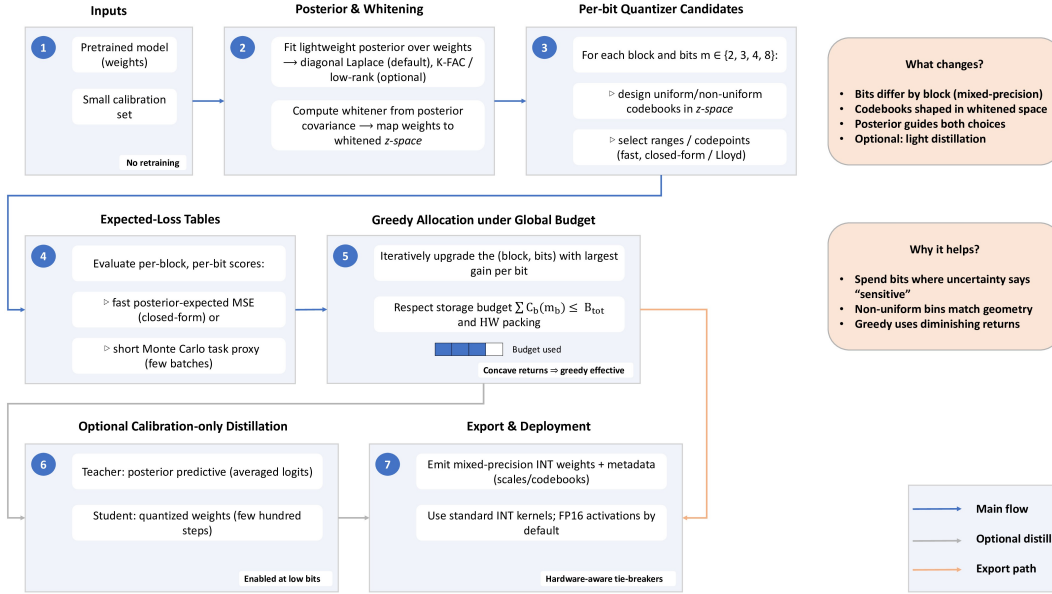 Inputs
1
Pretrained model
(weights)
Small calibration
set
No retraining
Posterior & Whitening
2
Fit lightweight posterior over weights
⟶ diagonal Laplace (default), K-FAC /
low-rank (optional)
Compute whitener from posterior
covariance ⟶ map weights to
whitened z-space
Per-bit Quantizer Candidates
3
For each block and bits m ∈ {2, 3, 4, 8}:
▷ design uniform/non-uniform
codebooks in z-space
▷ select ranges / codepoints
(fast, closed-form / Lloyd)
What changes?
• Bits differ by block (mixed-precision)
• Codebooks shaped in whitened space
• Posterior guides both choices
• Optional: light distillation
Expected-Loss Tables
4
Evaluate per-block, per-bit scores:
▷ fast posterior-expected MSE
(closed-form) or
▷ short Monte Carlo task proxy
(few batches)
Greedy Allocation under Global Budget
5
Iteratively upgrade the (block, bits) with largest
gain per bit
Respect storage budget ∑ C_b(m_b) ≤ B_tot
and HW packing
Budget used
Concave returns ⇒ greedy effective
Why it helps?
• Spend bits where uncertainty says
“sensitive”
• Non-uniform bins match geometry
• Greedy uses diminishing returns
Optional Calibration-only Distillation
6
Teacher: posterior predictive (averaged logits)
Student: quantized weights (few hundred
steps)
Enabled at low bits
Export & Deployment
7
Emit mixed-precision INT weights + metadata
(scales/codebooks)
Use standard INT kernels; FP16 activations by
default
Hardware-aware tie-breakers
Main flow
Optional distill
Export path